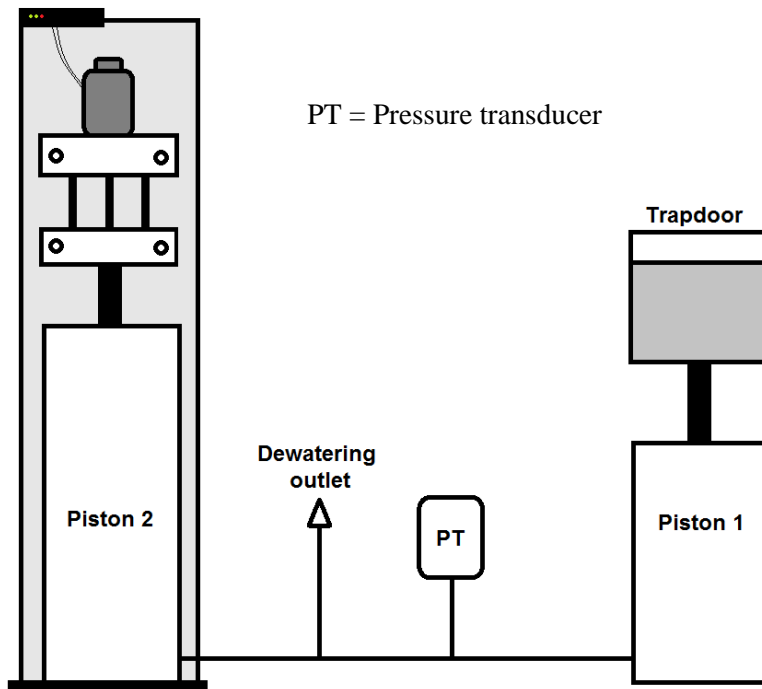 PT = Pressure transducer
Trapdoor
Dewatering
outlet
Piston 2
PT
Piston 1